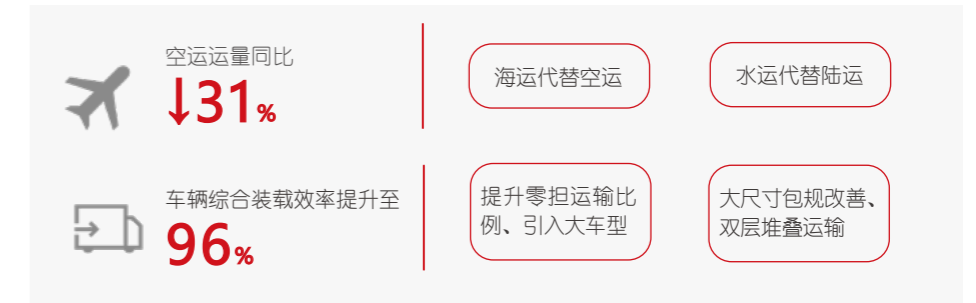 空运运量同比
↓31%
海运代替空运
水运代替陆运
车辆综合装载效率提升至
96%
提升零担运输比
例、引入大车型
大尺寸包规改善、
双层堆叠运输